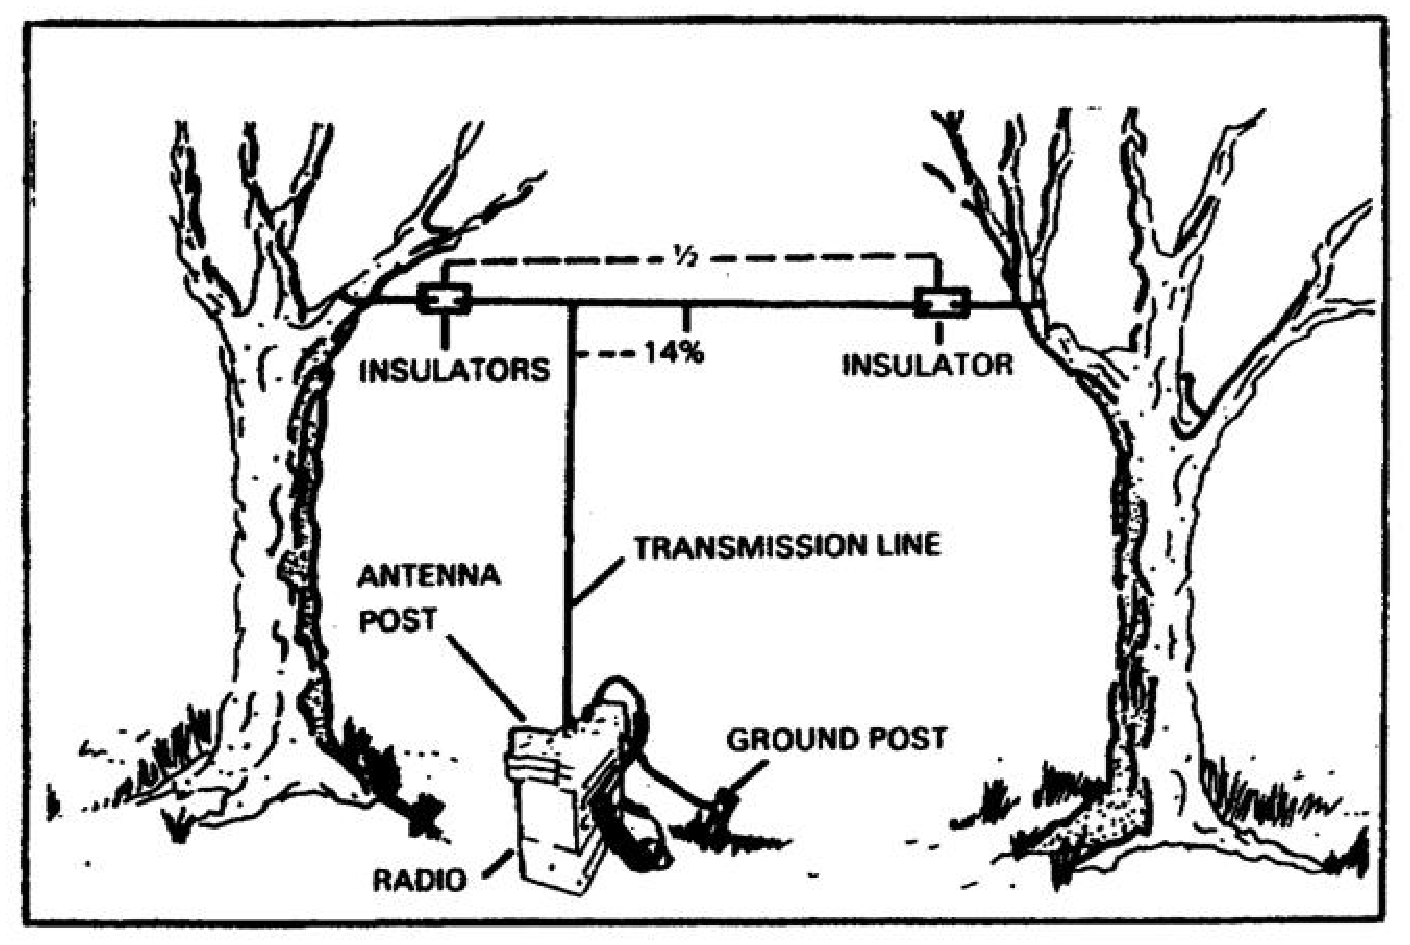 ½
14%
INSULATORS
INSULATOR
TRANSMISSION LINE
ANTENNA
POST
GROUND POST
RADIO